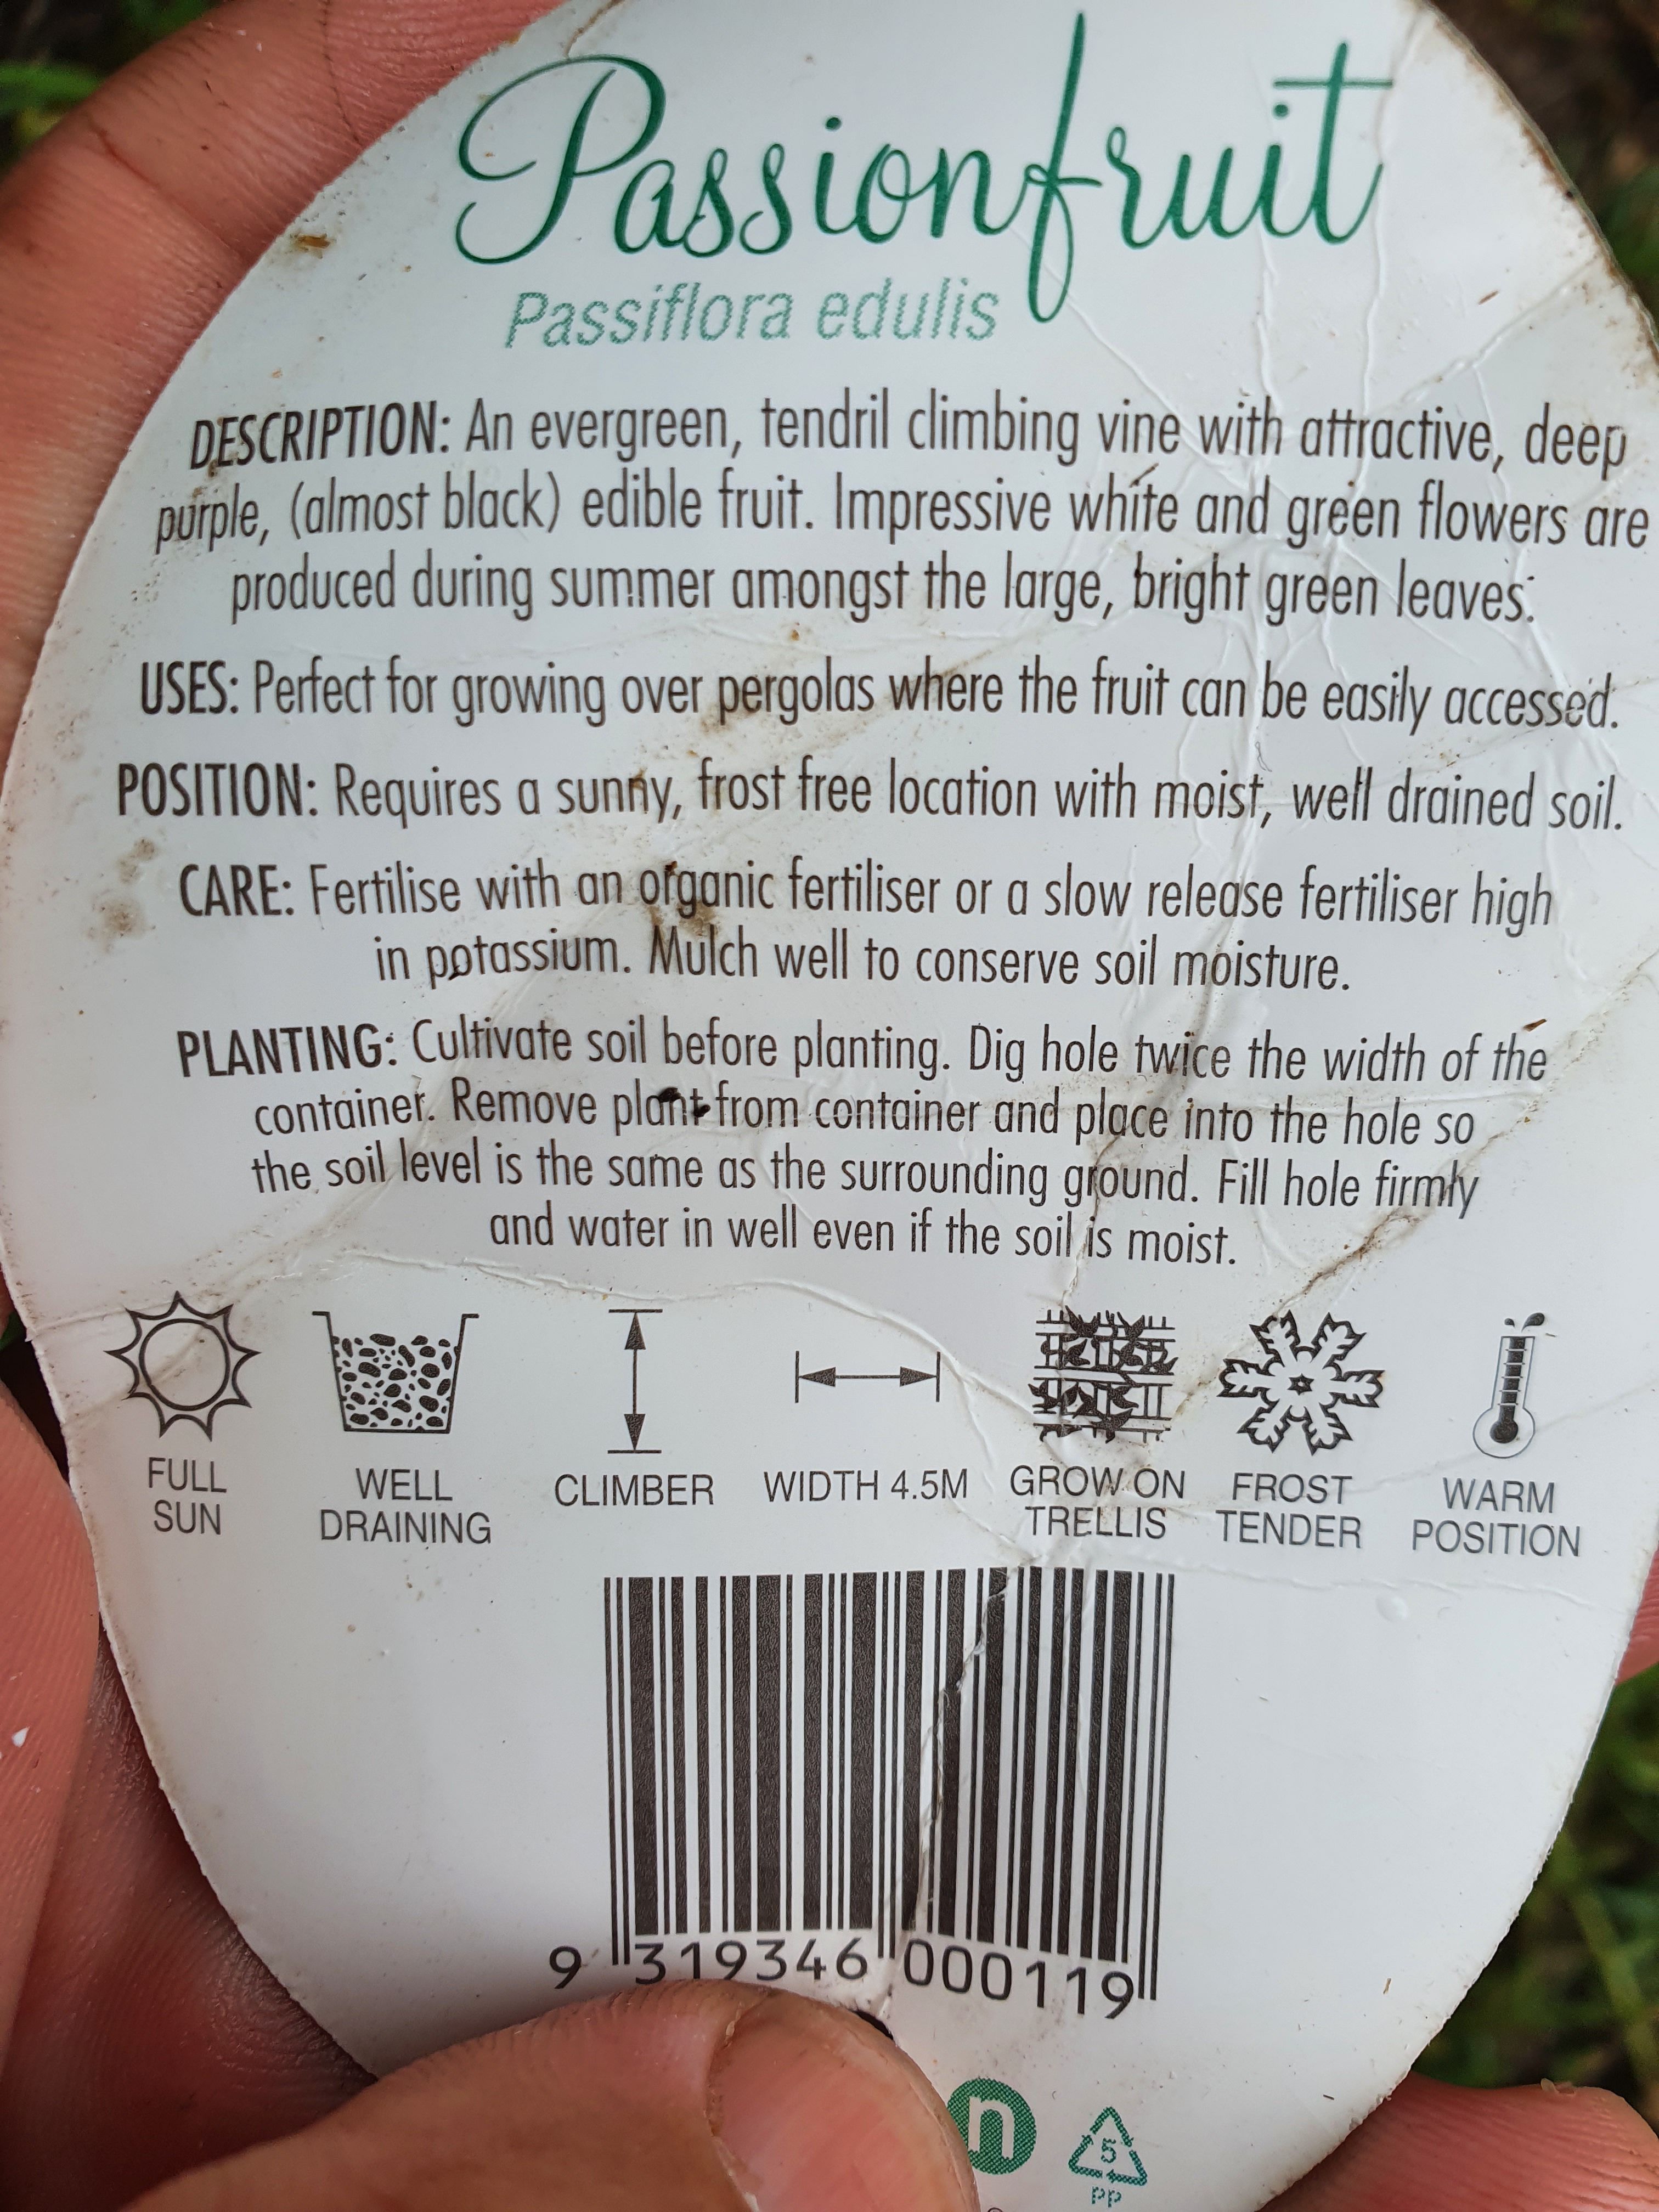 Passionfruit
Passiflora edulis
DESCRIPTION: An evergreen, tendril climbing vine with attractive, deep
purple, (almost black) edible fruit. Impressive white and green flowers are
produced during summer amongst the large, bright green leaves.
USES: Perfect for growing over pergolas where the fruit can be easily accessed.
POSITION: Requires a sunny, frost free location with moist, well drained soil.
CARE: Fertilise with an organic fertiliser or a slow release fertiliser high
in potassium. Mulch well to conserve soil moisture.
PLANTING: Cultivate soil before planting. Dig hole twice the width of the
container. Remove plant from container and place into the hole so
the soil level is the same as the surrounding ground. Fill hole firmly
and water in well even if the soil is moist.
FULL SUN
WELL DRAINING
CLIMBER
WIDTH 4.5M
GROW ON TRELLIS
FROST TENDER
WARM POSITION
9 319346 000119
n
5
PP